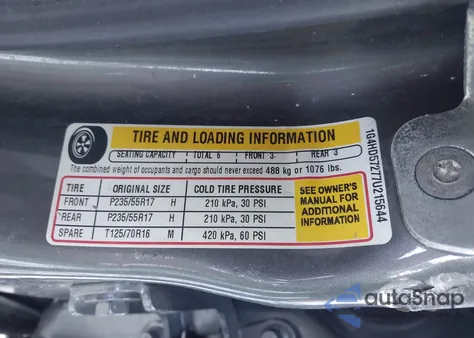 TIRE AND LOADING INFORMATION
SEATING CAPACITY TOTAL 6 FRONT 3 REAR 3
The combined weight of occupants and cargo should never exceed 488 kg or 1076 lbs.
TIRE ORIGINAL SIZE COLD TIRE PRESSURE
FRONT P235/55R17 H 210 kPa, 30 PSI
REAR P235/55R17 H 210 kPa, 30 PSI
SPARE T125/70R16 M 420 kPa, 60 PSI
SEE OWNER'S
MANUAL FOR
ADDITIONAL
INFORMATION
1G4HD57277U215644
autoSnap